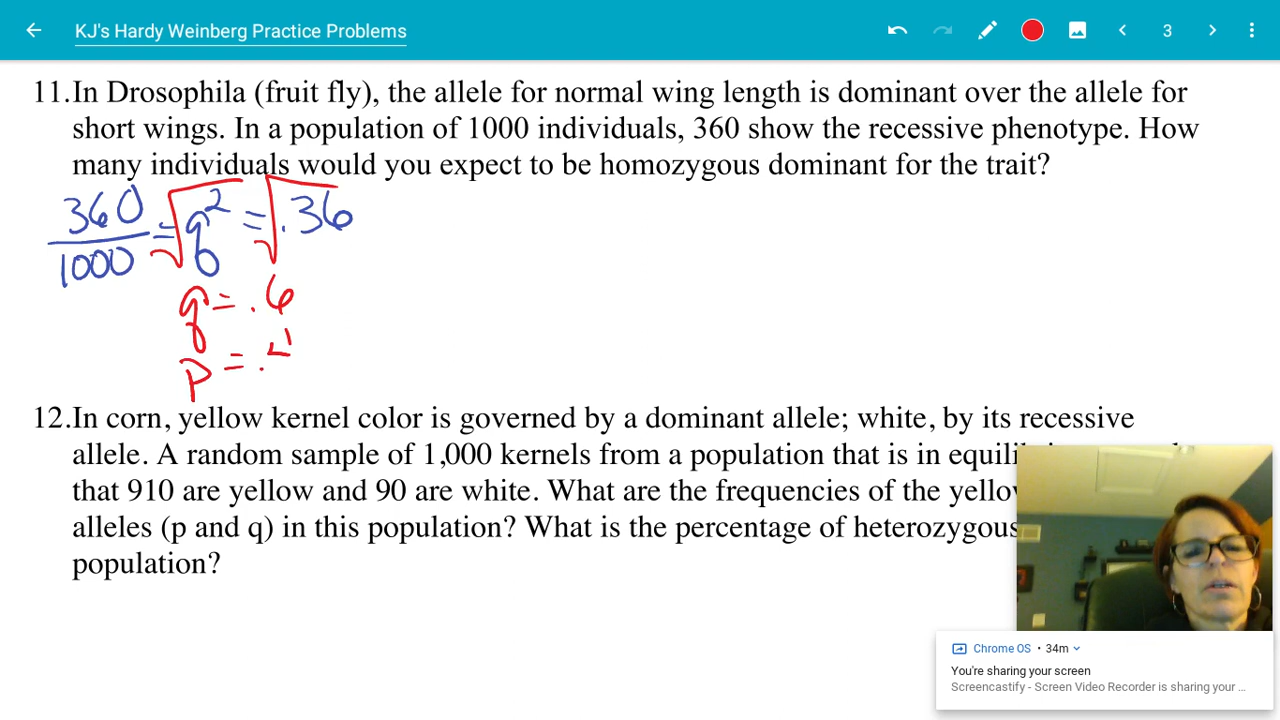 KJ's Hardy Weinberg Practice Problems
3
11.In Drosophila (fruit fly), the allele for normal wing length is dominant over the allele for
short wings. In a population of 1000 individuals, 360 show the recessive phenotype. How
many individuals would you expect to be homozygous dominant for the trait?
360/1000 = √q² = √.36
q = .6
p = .4
12.In corn, yellow kernel color is governed by a dominant allele; white, by its recessive
allele. A random sample of 1,000 kernels from a population that is in
that 910 are yellow and 90 are white. What are the frequencies of the
alleles (p and q) in this population? What is the percentage of heterozygous
population?
Chrome OS • 34m
You're sharing your screen
Screencastify - Screen Video Recorder is sharing your ...